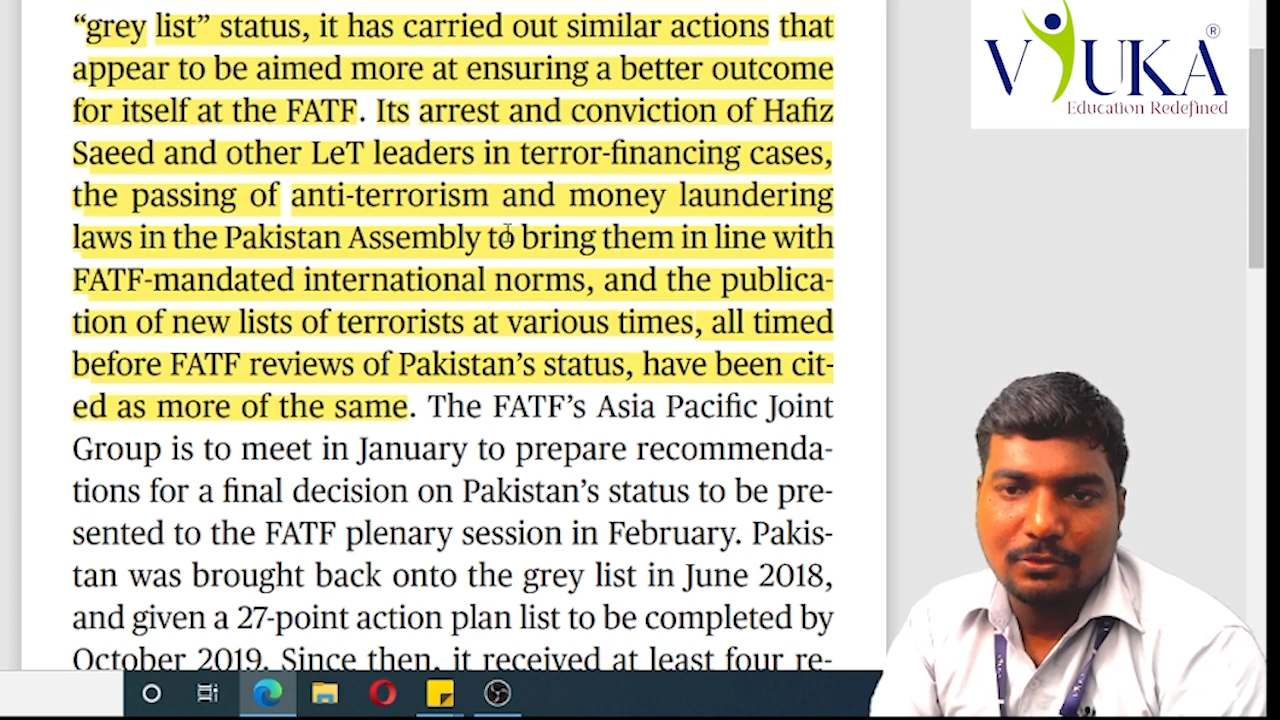 “grey list” status, it has carried out similar actions that
appear to be aimed more at ensuring a better outcome
for itself at the FATF. Its arrest and conviction of Hafiz
Saeed and other LeT leaders in terror-financing cases,
the passing of anti-terrorism and money laundering
laws in the Pakistan Assembly to bring them in line with
FATF-mandated international norms, and the publica-
tion of new lists of terrorists at various times, all timed
before FATF reviews of Pakistan’s status, have been cit-
ed as more of the same. The FATF’s Asia Pacific Joint
Group is to meet in January to prepare recommenda-
tions for a final decision on Pakistan’s status to be pre-
sented to the FATF plenary session in February. Pakis-
tan was brought back onto the grey list in June 2018,
and given a 27-point action plan list to be completed by
October 2019. Since then, it received at least four re-
VYUKA®
Education Redefined